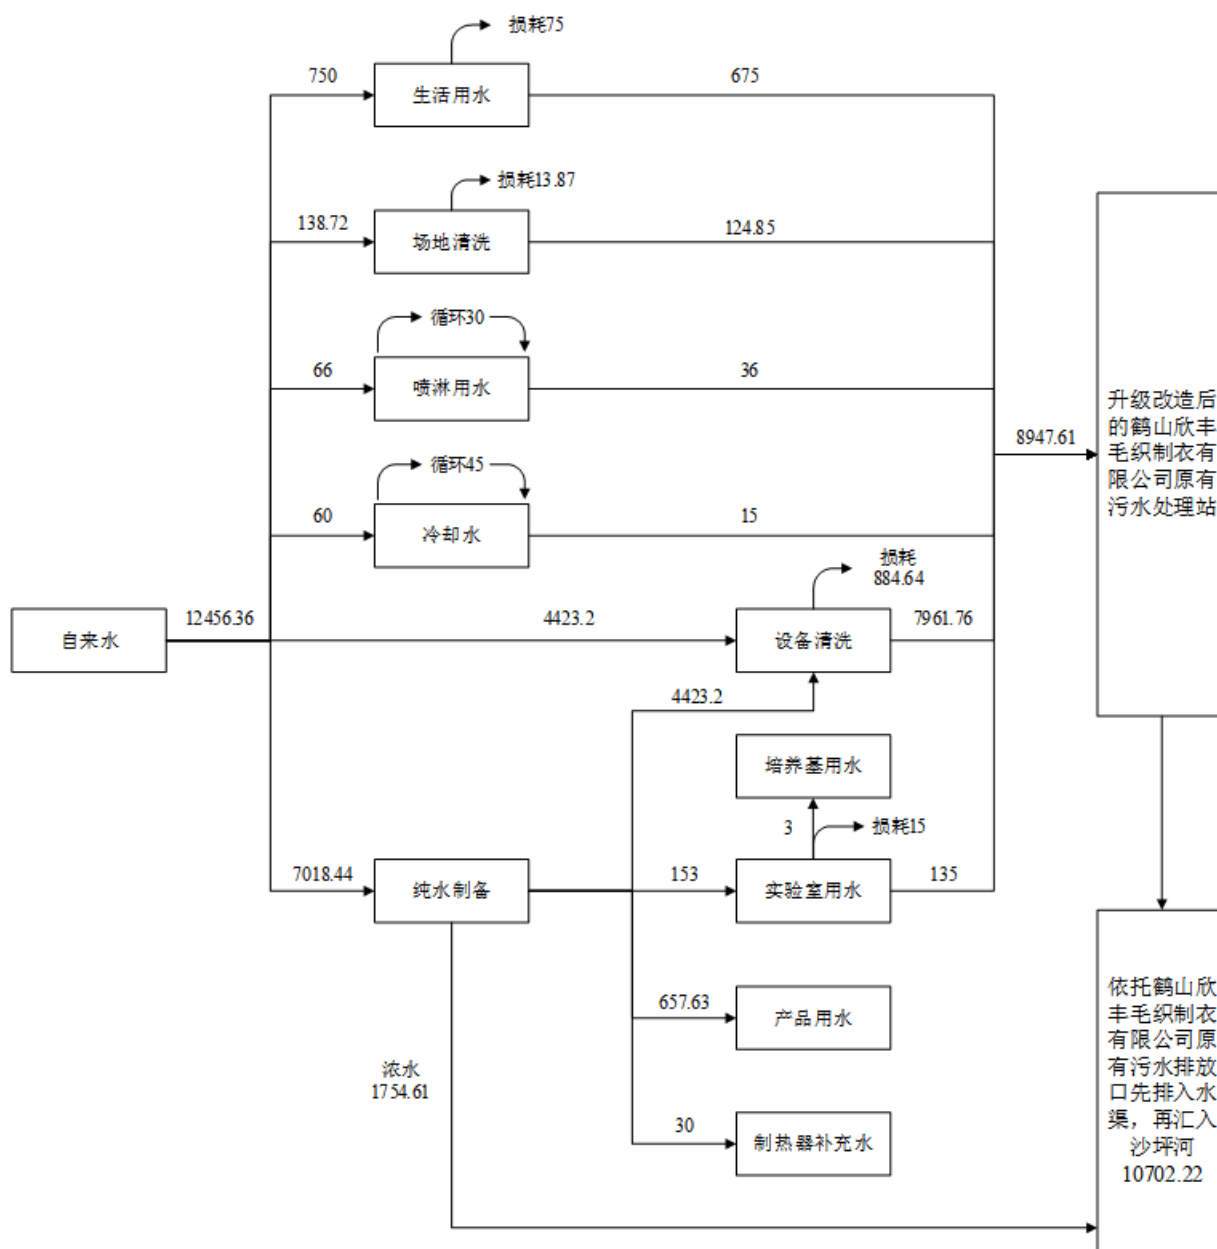 损耗75
750
生活用水
675
损耗13.87
138.72
场地清洗
124.85
循环30
66
喷淋用水
36
循环45
60
冷却水
15
损耗
884.64
自来水
12456.36
4423.2
设备清洗
7961.76
8947.61
升级改造后
的鹤山欣丰
毛织制衣有
限公司原有
污水处理站
4423.2
培养基用水
3
损耗15
7018.44
纯水制备
153
实验室用水
135
657.63
产品用水
浓水
1754.61
30
制热器补充水
依托鹤山欣
丰毛织制衣
有限公司原
有污水排放
口先排入水
渠，再汇入
沙坪河
10702.22